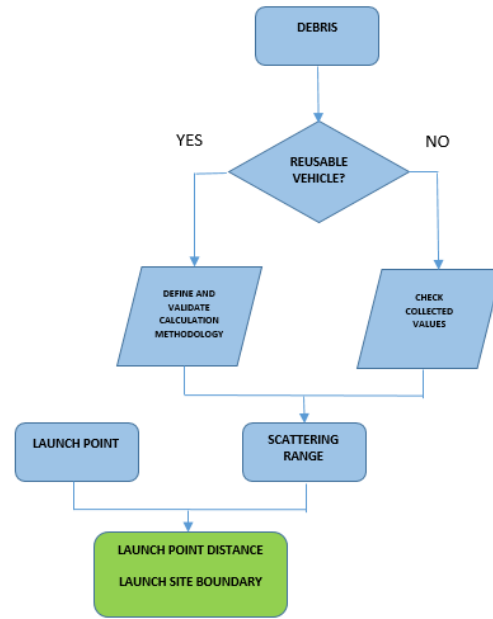 DEBRIS
YES
NO
REUSABLE
VEHICLE?
DEFINE AND
VALIDATE
CALCULATION
METHODOLOGY
CHECK
COLLECTED
VALUES
LAUNCH POINT
SCATTERING
RANGE
LAUNCH POINT DISTANCE
LAUNCH SITE BOUNDARY